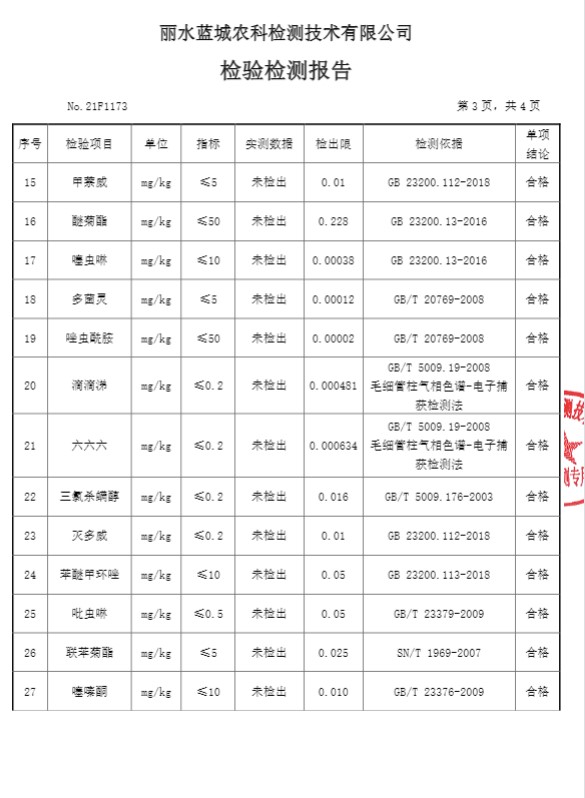 丽水蓝城农科检测技术有限公司
检验检测报告
No.21F1173 第 3 页, 共 4 页
序号 检验项目 单位 指标 实测数据 检出限 检测依据 单项结论
15 甲萘威 mg/kg ≤5 未检出 0.01 GB 23200.112-2018 合格
16 醚菊酯 mg/kg ≤50 未检出 0.228 GB 23200.13-2016 合格
17 噻虫啉 mg/kg ≤10 未检出 0.00038 GB 23200.13-2016 合格
18 多菌灵 mg/kg ≤5 未检出 0.00012 GB/T 20769-2008 合格
19 唑虫酰胺 mg/kg ≤50 未检出 0.00002 GB/T 20769-2008 合格
20 滴滴涕 mg/kg ≤0.2 未检出 0.000481 GB/T 5009.19-2008 毛细管柱气相色谱-电子捕获检测法 合格
21 六六六 mg/kg ≤0.2 未检出 0.000634 GB/T 5009.19-2008 毛细管柱气相色谱-电子捕获检测法 合格
22 三氯杀螨醇 mg/kg ≤0.2 未检出 0.016 GB/T 5009.176-2003 合格
23 灭多威 mg/kg ≤0.2 未检出 0.01 GB 23200.112-2018 合格
24 苯醚甲环唑 mg/kg ≤10 未检出 0.05 GB 23200.113-2018 合格
25 吡虫啉 mg/kg ≤0.5 未检出 0.05 GB/T 23379-2009 合格
26 联苯菊酯 mg/kg ≤5 未检出 0.025 SN/T 1969-2007 合格
27 噻嗪酮 mg/kg ≤10 未检出 0.010 GB/T 23376-2009 合格
测技
测专用